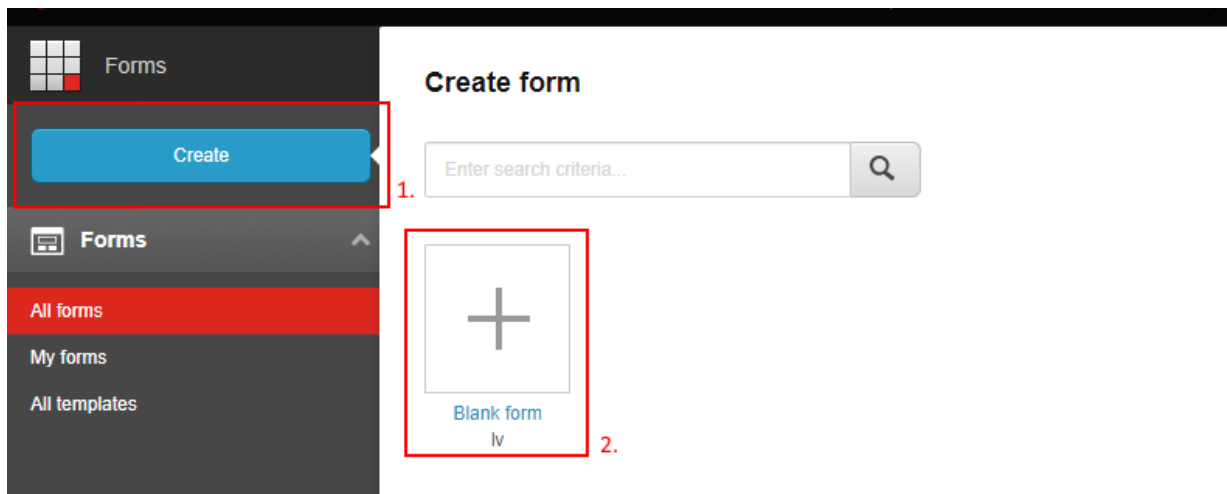 Forms
Create
1.
Forms
All forms
My forms
All templates
Create form
Enter search criteria...
Blank form
lv
2.